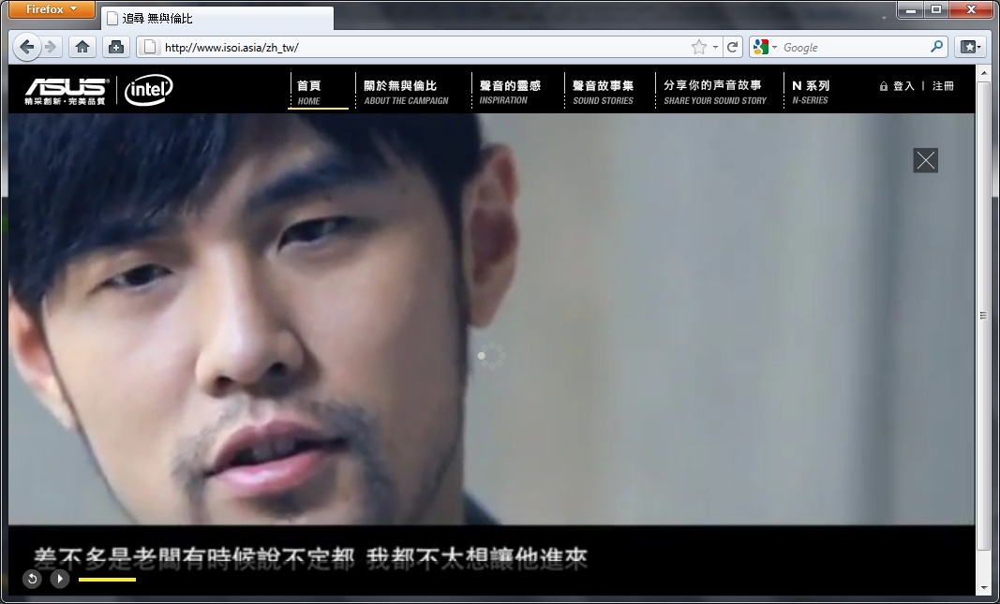 Firefox
追尋 無與倫比
http://www.isoi.asia/zh_tw/
Google
ASUS
精采創新·完美品質
intel
首頁
HOME
關於無與倫比
ABOUT THE CAMPAIGN
聲音的靈感
INSPIRATION
聲音故事集
SOUND STORIES
分享你的声音故事
SHARE YOUR SOUND STORY
N 系列
N-SERIES
登入 | 注冊
差不多是老闆有時候說不定都 我都不太想讓他進來